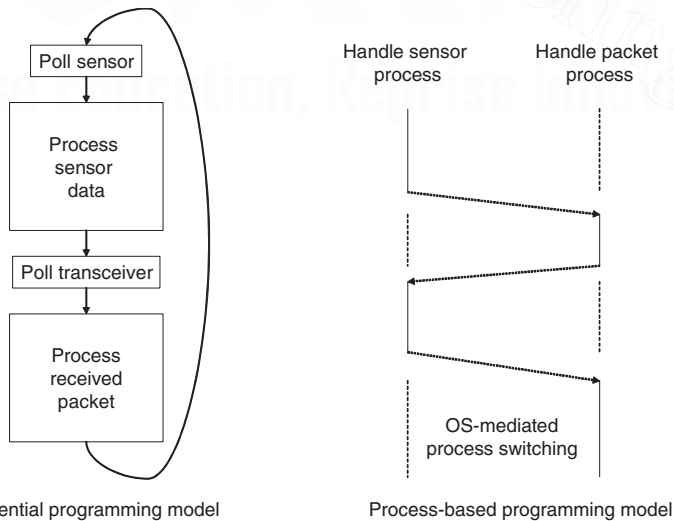 Poll sensor
Process
sensor
data
Poll transceiver
Process
received
packet
Handle sensor
process
Handle packet
process
OS-mediated
process switching
ential programming model
Process-based programming model